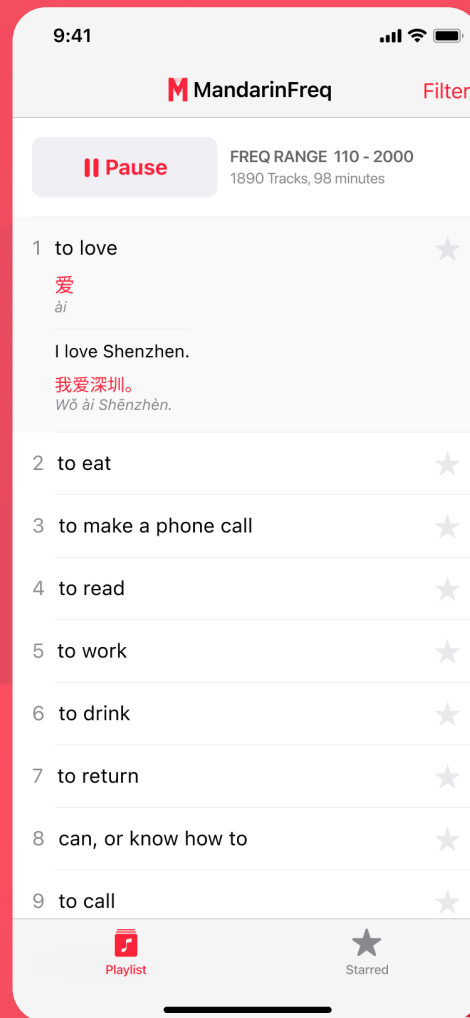 9:41
MandarinFreq
Filter
Pause
FREQ RANGE 110 - 2000
1890 Tracks, 98 minutes
1 to love
爱
ài
I love Shenzhen.
我爱深圳。
Wǒ ài Shēnzhèn.
2 to eat
3 to make a phone call
4 to read
5 to work
6 to drink
7 to return
8 can, or know how to
9 to call
Playlist
Starred